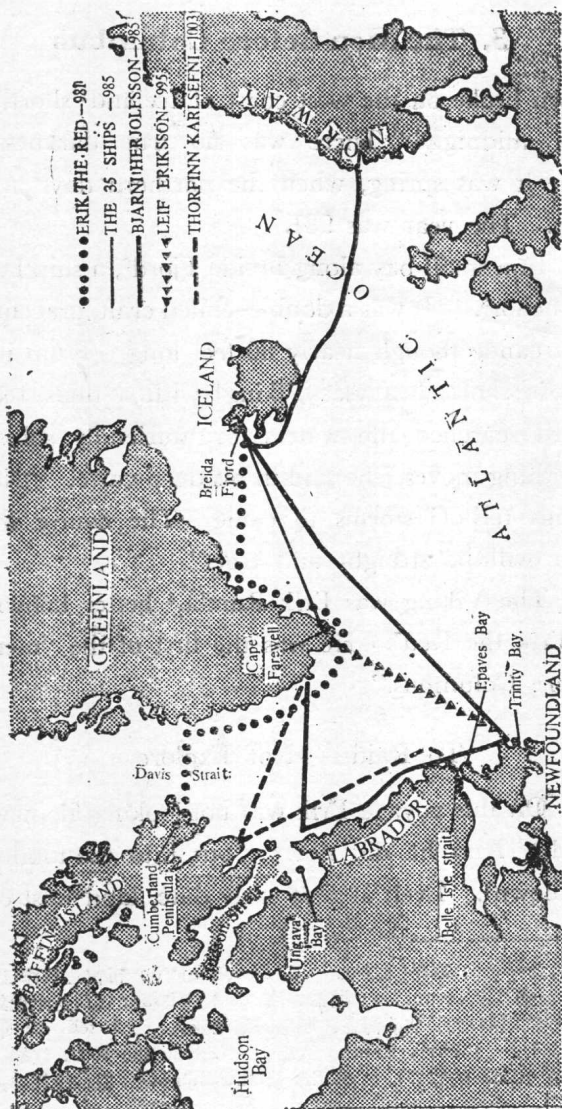 ERIK THE RED—980
THE 35 SHIPS—985
BJARNI HERJOLFSSON—985
LEIF ERIKSSON—995
THORFINN KARLSEFNI—1003
NORWAY
ATLANTIC OCEAN
ICELAND
Breida
Fjord
GREENLAND
Cape
Farewell
Davis Strait
BAFFIN ISLAND
Cumberland
Peninsula
Hudson Strait
Ungava
Bay
Hudson
Bay
LABRADOR
Belle Isle strait
Epaves Bay
Trinity Bay
NEWFOUNDLAND